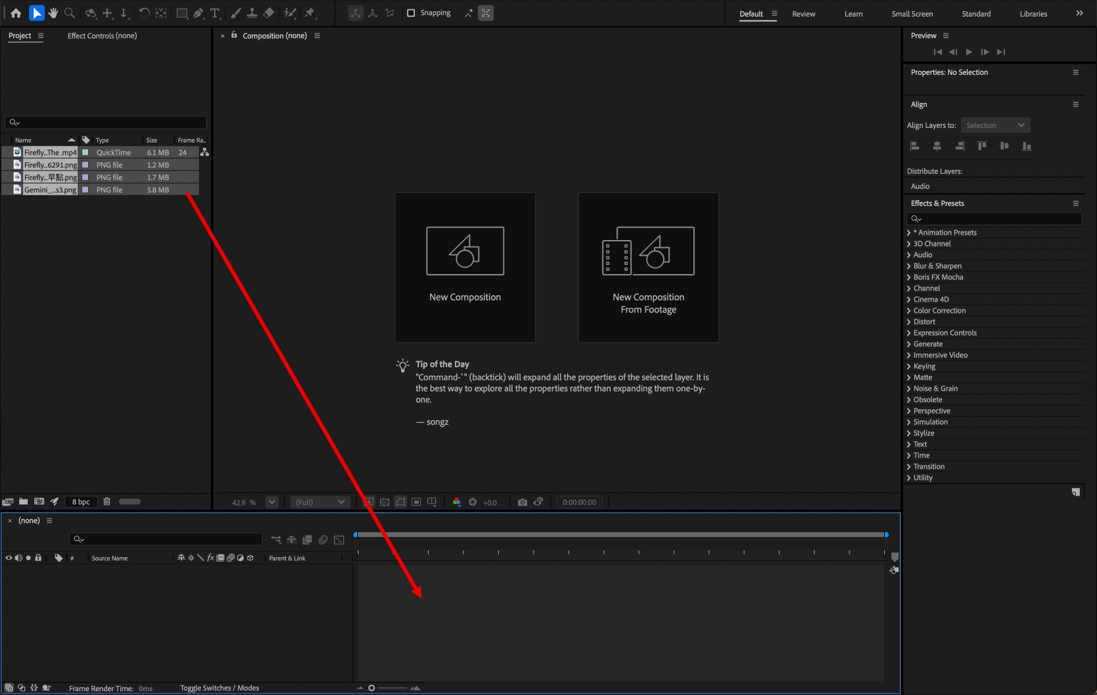 Snapping
Default
Review
Learn
Small Screen
Standard
Libraries
Project
Effect Controls (none)
Composition (none)
Name
Type
Size
Frame Ra...
Firefly...The .mp4
QuickTime
6.1 MB
24
Firefly...6291.png
PNG file
1.2 MB
Firefly...早點.png
PNG file
1.7 MB
Gemini_...s3.png
PNG file
5.8 MB
New Composition
New Composition
From Footage
Tip of the Day
"Command-`" (backtick) will expand all the properties of the selected layer. It is
the best way to explore all the properties rather than expanding them one-by-
one.
— songz
8 bpc
42.9 %
(Full)
+0.0
0:00:00:00
Preview
Properties: No Selection
Align
Align Layers to:
Selection
Distribute Layers:
Audio
Effects & Presets
* Animation Presets
3D Channel
Audio
Blur & Sharpen
Boris FX Mocha
Channel
Cinema 4D
Color Correction
Distort
Expression Controls
Generate
Immersive Video
Keying
Matte
Noise & Grain
Obsolete
Perspective
Simulation
Stylize
Text
Time
Transition
Utility
(none)
#
Source Name
Parent & Link
Frame Render Time: 0ms
Toggle Switches / Modes